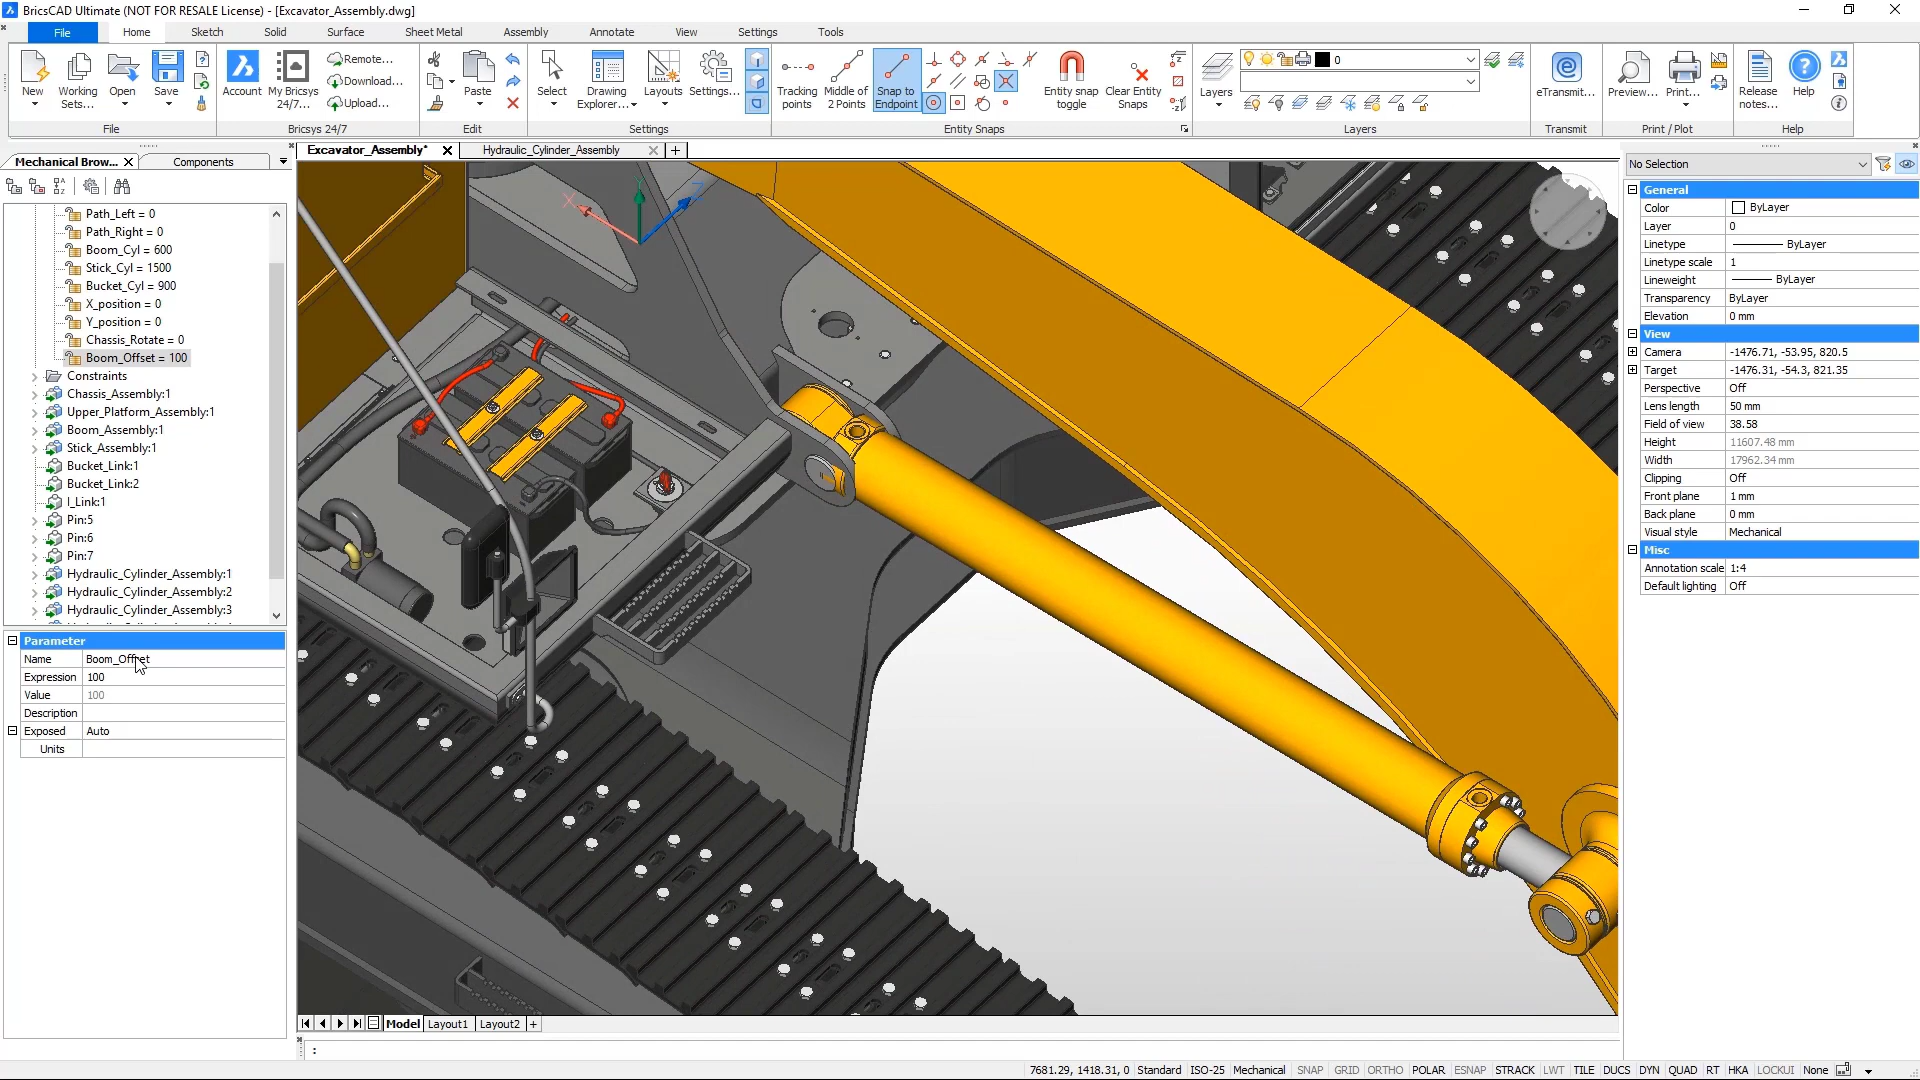 BricsCAD Ultimate (NOT FOR RESALE License) - [Excavator_Assembly.dwg]
File Home Sketch Solid Surface Sheet Metal Assembly Annotate View Settings Tools
New Working Sets... Open Save
Account My Bricsys 24/7... Remote... Download... Upload...
Paste
Select Drawing Explorer... Layouts Settings...
Tracking points Middle of 2 Points Snap to Endpoint Entity snap toggle Clear Entity Snaps
Layers 0
eTransmit... Preview... Print... Release notes... Help
File Bricsys 24/7 Edit Settings Entity Snaps Layers Transmit Print / Plot Help
Mechanical Brow... Components
Excavator_Assembly* Hydraulic_Cylinder_Assembly
Path_Left = 0
Path_Right = 0
Boom_Cyl = 600
Stick_Cyl = 1500
Bucket_Cyl = 900
X_position = 0
Y_position = 0
Chassis_Rotate = 0
Boom_Offset = 100
Constraints
Chassis_Assembly:1
Upper_Platform_Assembly:1
Boom_Assembly:1
Stick_Assembly:1
Bucket_Link:1
Bucket_Link:2
I_Link:1
Pin:5
Pin:6
Pin:7
Hydraulic_Cylinder_Assembly:1
Hydraulic_Cylinder_Assembly:2
Hydraulic_Cylinder_Assembly:3
Parameter
Name Boom_Offset
Expression 100
Value 100
Description
Exposed Auto
Units
X Y Z
No Selection
General
Color ByLayer
Layer 0
Linetype ByLayer
Linetype scale 1
Lineweight ByLayer
Transparency ByLayer
Elevation 0 mm
View
Camera -1476.71, -53.95, 820.5
Target -1476.31, -54.3, 821.35
Perspective Off
Lens length 50 mm
Field of view 38.58
Height 11607.48 mm
Width 17962.34 mm
Clipping Off
Front plane 1 mm
Back plane 0 mm
Visual style Mechanical
Misc
Annotation scale 1:4
Default lighting Off
Model Layout1 Layout2 +
:
7681.29, 1418.31, 0 Standard ISO-25 Mechanical SNAP GRID ORTHO POLAR ESNAP STRACK LWT TILE DUCS DYN QUAD RT HKA LOCKUI None